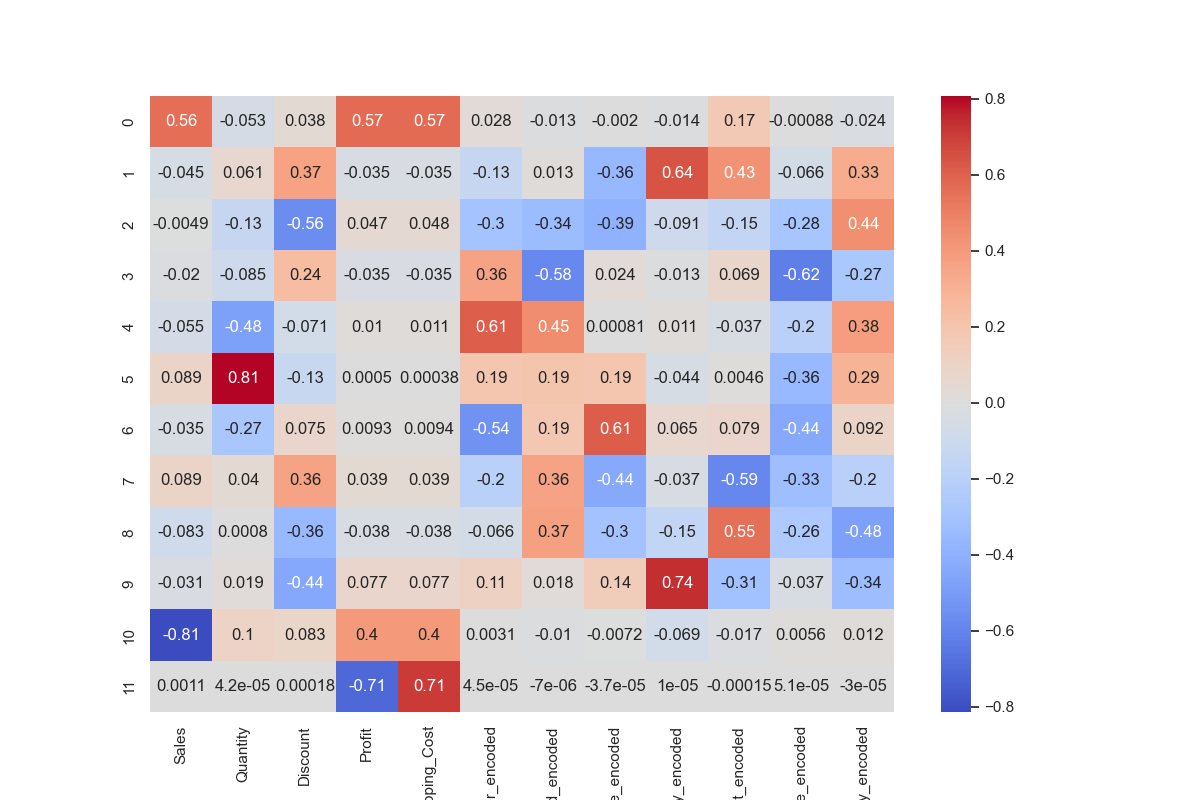 0 0.56 -0.053 0.038 0.57 0.57 0.028 -0.013 -0.002 -0.014 0.17 -0.00088 -0.024
1 -0.045 0.061 0.37 -0.035 -0.035 -0.13 0.013 -0.36 0.64 0.43 -0.066 0.33
2 -0.0049 -0.13 -0.56 0.047 0.048 -0.3 -0.34 -0.39 -0.091 -0.15 -0.28 0.44
3 -0.02 -0.085 0.24 -0.035 -0.035 0.36 -0.58 0.024 -0.013 0.069 -0.62 -0.27
4 -0.055 -0.48 -0.071 0.01 0.011 0.61 0.45 0.00081 0.011 -0.037 -0.2 0.38
5 0.089 0.81 -0.13 0.0005 0.00038 0.19 0.19 0.19 -0.044 0.0046 -0.36 0.29
6 -0.035 -0.27 0.075 0.0093 0.0094 -0.54 0.19 0.61 0.065 0.079 -0.44 0.092
7 0.089 0.04 0.36 0.039 0.039 -0.2 0.36 -0.44 -0.037 -0.59 -0.33 -0.2
8 -0.083 0.0008 -0.36 -0.038 -0.038 -0.066 0.37 -0.3 -0.15 0.55 -0.26 -0.48
9 -0.031 0.019 -0.44 0.077 0.077 0.11 0.018 0.14 0.74 -0.31 -0.037 -0.34
10 -0.81 0.1 0.083 0.4 0.4 0.0031 -0.01 -0.0072 -0.069 -0.017 0.0056 0.012
11 0.0011 4.2e-05 0.00018 -0.71 0.71 4.5e-05 -7e-06 -3.7e-05 1e-05 -0.00015 5.1e-05 -3e-05
Sales
Quantity
Discount
Profit
pping_Cost
r_encoded
d_encoded
e_encoded
y_encoded
t_encoded
e_encoded
y_encoded
0.8
0.6
0.4
0.2
0.0
−0.2
−0.4
−0.6
−0.8